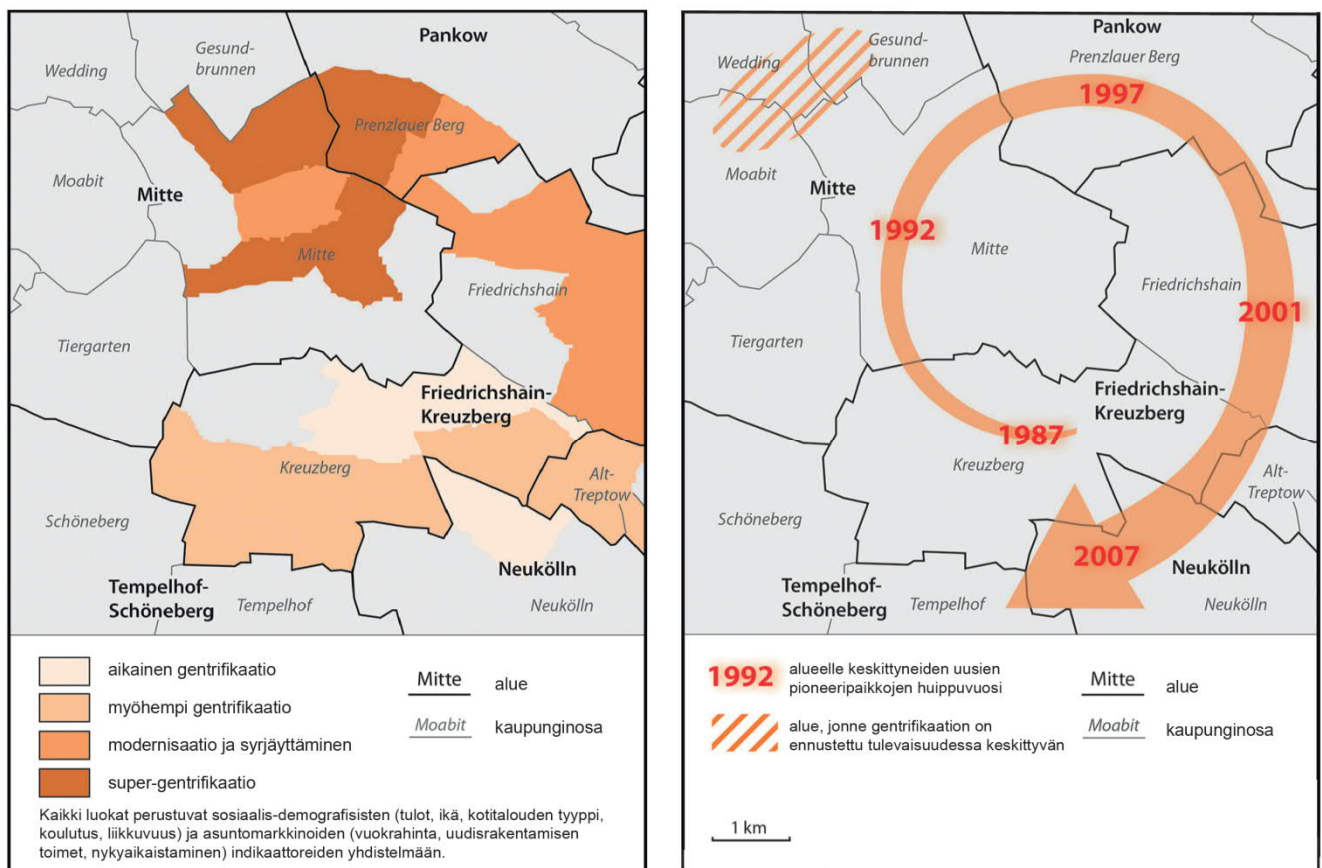 Pankow
Gesund-
brunnen
Wedding
Prenzlauer Berg
Moabit
Mitte
Mitte
Friedrichshain
Tiergarten
Friedrichshain-
Kreuzberg
Kreuzberg
Alt-
Treptow
Schöneberg
Neukölln
Tempelhof-
Schöneberg
Tempelhof
Neukölln
aikainen gentrifikaatio
myöhempi gentrifikaatio
modernisaatio ja syrjäyttäminen
super-gentrifikaatio
Mitte alue
Moabit kaupunginosa
Kaikki luokat perustuvat sosiaalis-demografisten (tulot, ikä, kotitalouden tyyppi,
koulutus, liikkuvuus) ja asuntomarkkinoiden (vuokrahinta, uudisrakentamisen
toimet, nykyaikaistaminen) indikaattoreiden yhdistelmään.
Pankow
Gesund-
brunnen
Wedding
Prenzlauer Berg
1997
Moabit
Mitte
1992
Mitte
Friedrichshain
2001
Tiergarten
Friedrichshain-
Kreuzberg
1987
Kreuzberg
Alt-
Treptow
Schöneberg
2007
Neukölln
Tempelhof-
Schöneberg
Tempelhof
Neukölln
1992 alueelle keskittyneiden uusien
pioneeripaikkojen huippuvuosi
alue, jonne gentrifikaation on
ennustettu tulevaisuudessa keskittyvän
Mitte alue
Moabit kaupunginosa
1 km